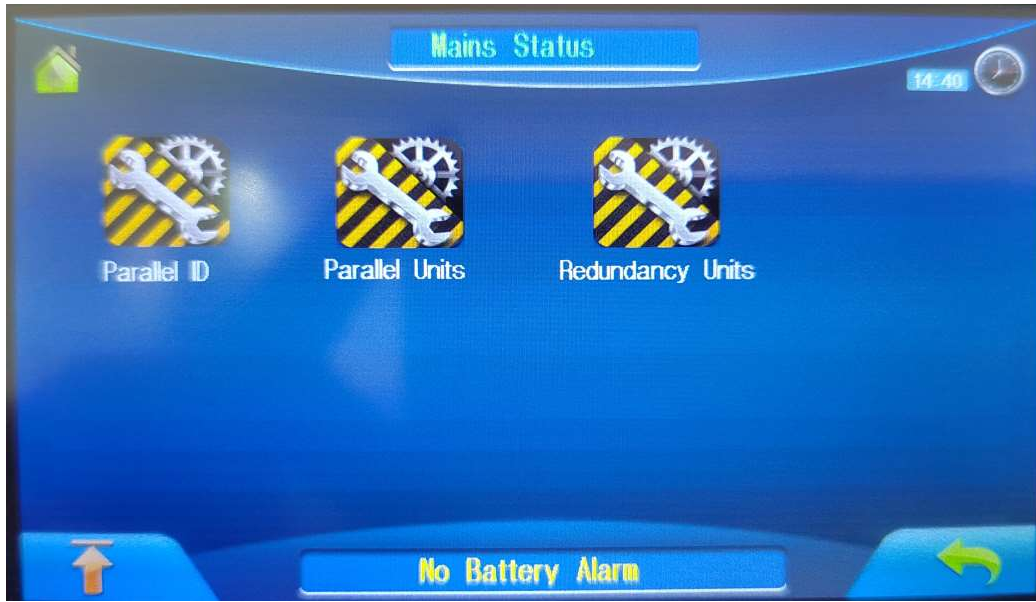 Mains Status
14:40
Parallel ID
Parallel Units
Redundancy Units
No Battery Alarm